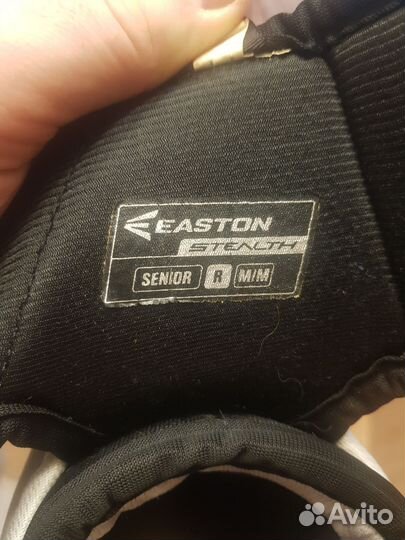 EASTON
STEALTH
SENIOR R M/M
Avito